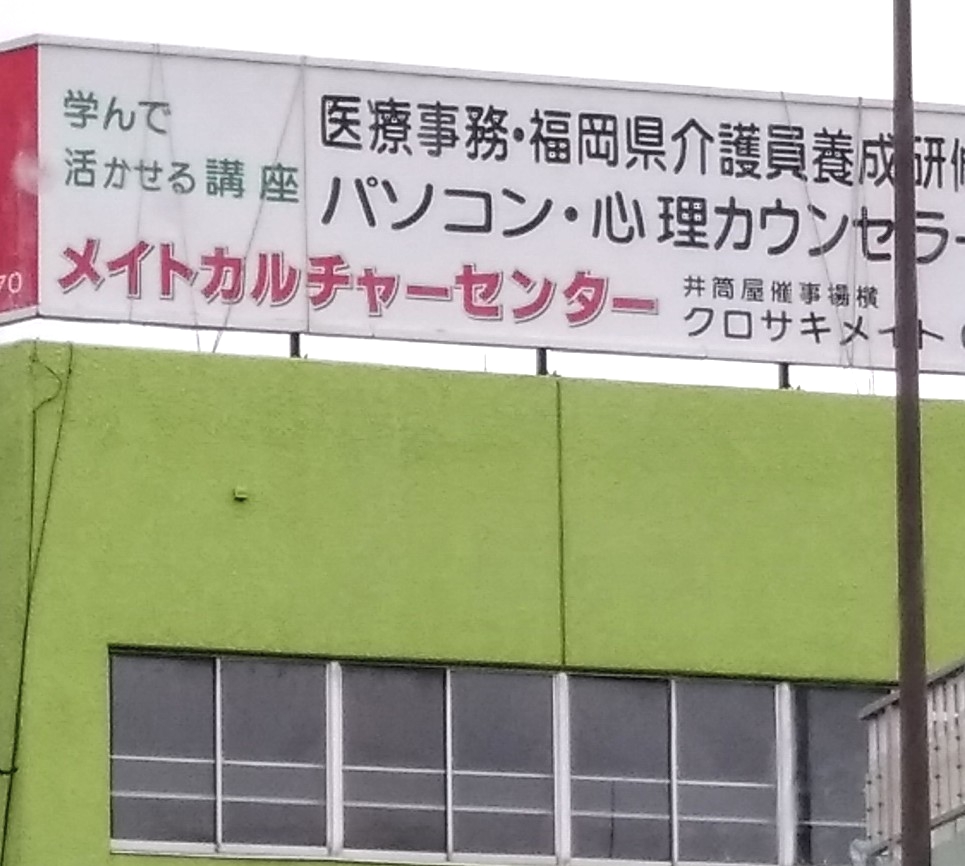 70
学んで
活かせる講座
メイトカルチャーセンター
医療事務・福岡県介護員養成研修
パソコン・心理カウンセラー
井筒屋催事場横
クロサキメイト